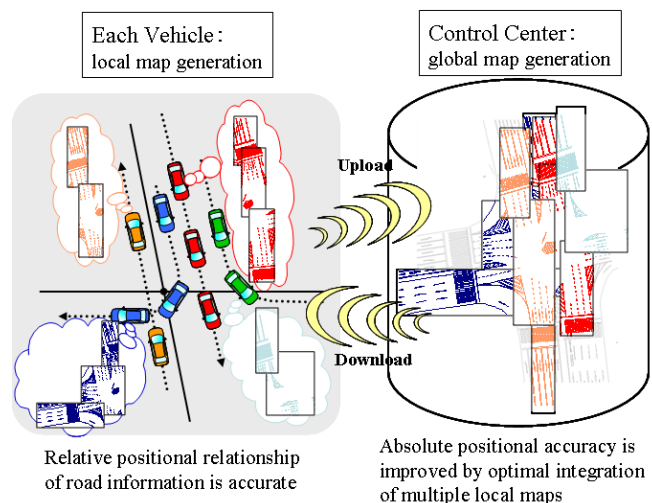 Each Vehicle:
local map generation
Control Center:
global map generation
Upload
Download
Relative positional relationship
of road information is accurate
Absolute positional accuracy is
improved by optimal integration
of multiple local maps